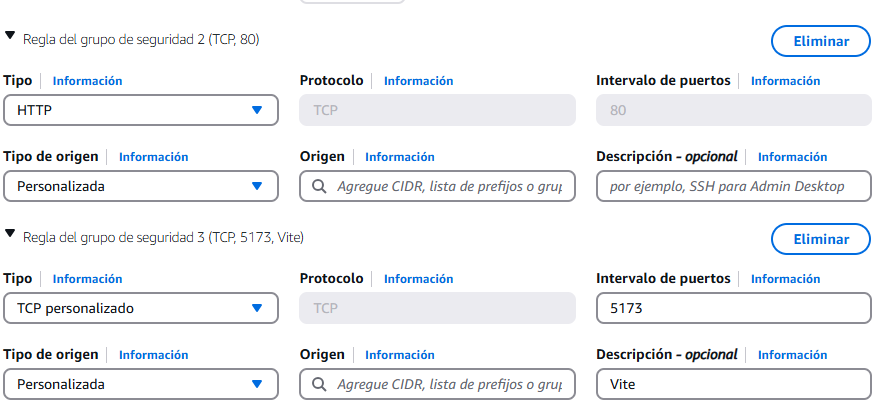 Regla del grupo de seguridad 2 (TCP, 80)
Eliminar
Tipo Información Protocolo Información Intervalo de puertos Información
HTTP TCP 80
Tipo de origen Información Origen Información Descripción - opcional Información
Personalizada Agregue CIDR, lista de prefijos o grup por ejemplo, SSH para Admin Desktop
Regla del grupo de seguridad 3 (TCP, 5173, Vite)
Eliminar
Tipo Información Protocolo Información Intervalo de puertos Información
TCP personalizado TCP 5173
Tipo de origen Información Origen Información Descripción - opcional Información
Personalizada Agregue CIDR, lista de prefijos o grup Vite